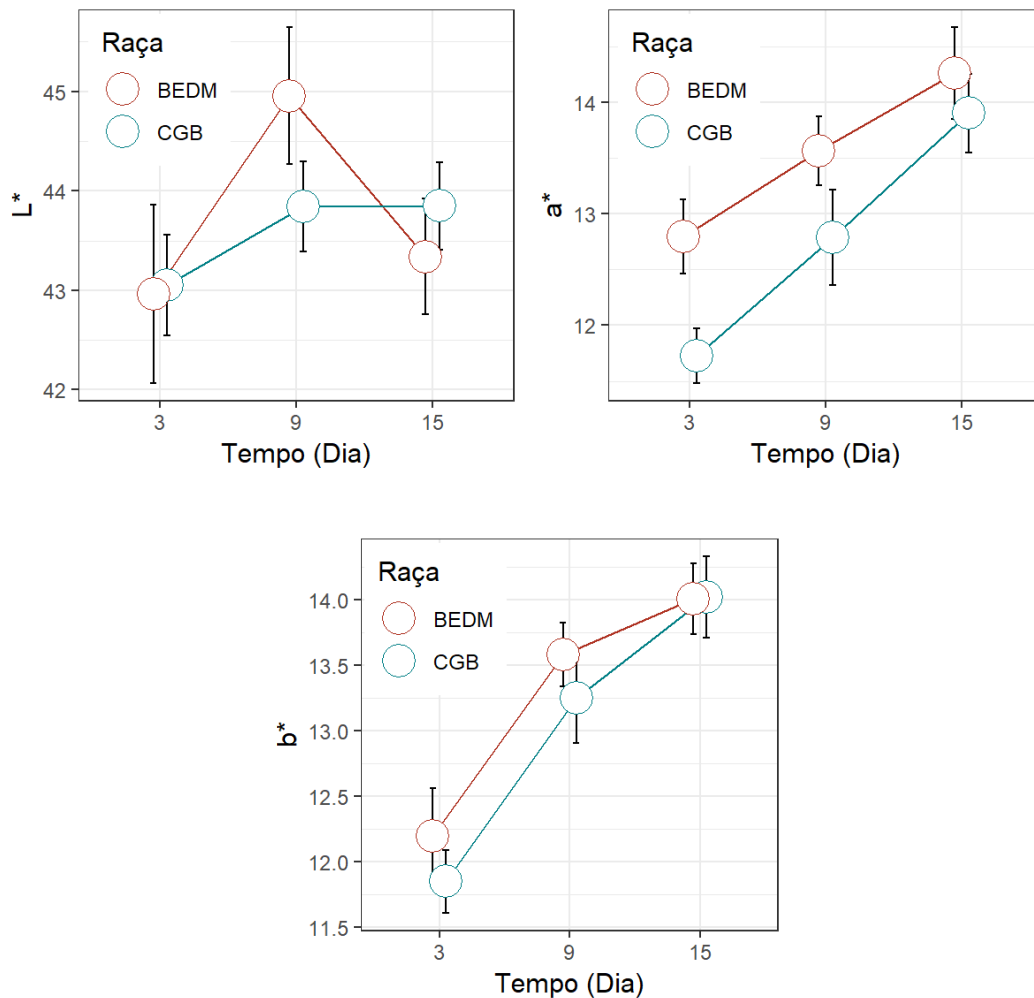 Raça
BEDM
CGB
45
44
43
42
L*
3 9 15
Tempo (Dia)
Raça
BEDM
CGB
14
13
12
a*
3 9 15
Tempo (Dia)
Raça
BEDM
CGB
14.0
13.5
13.0
12.5
12.0
11.5
b*
3 9 15
Tempo (Dia)